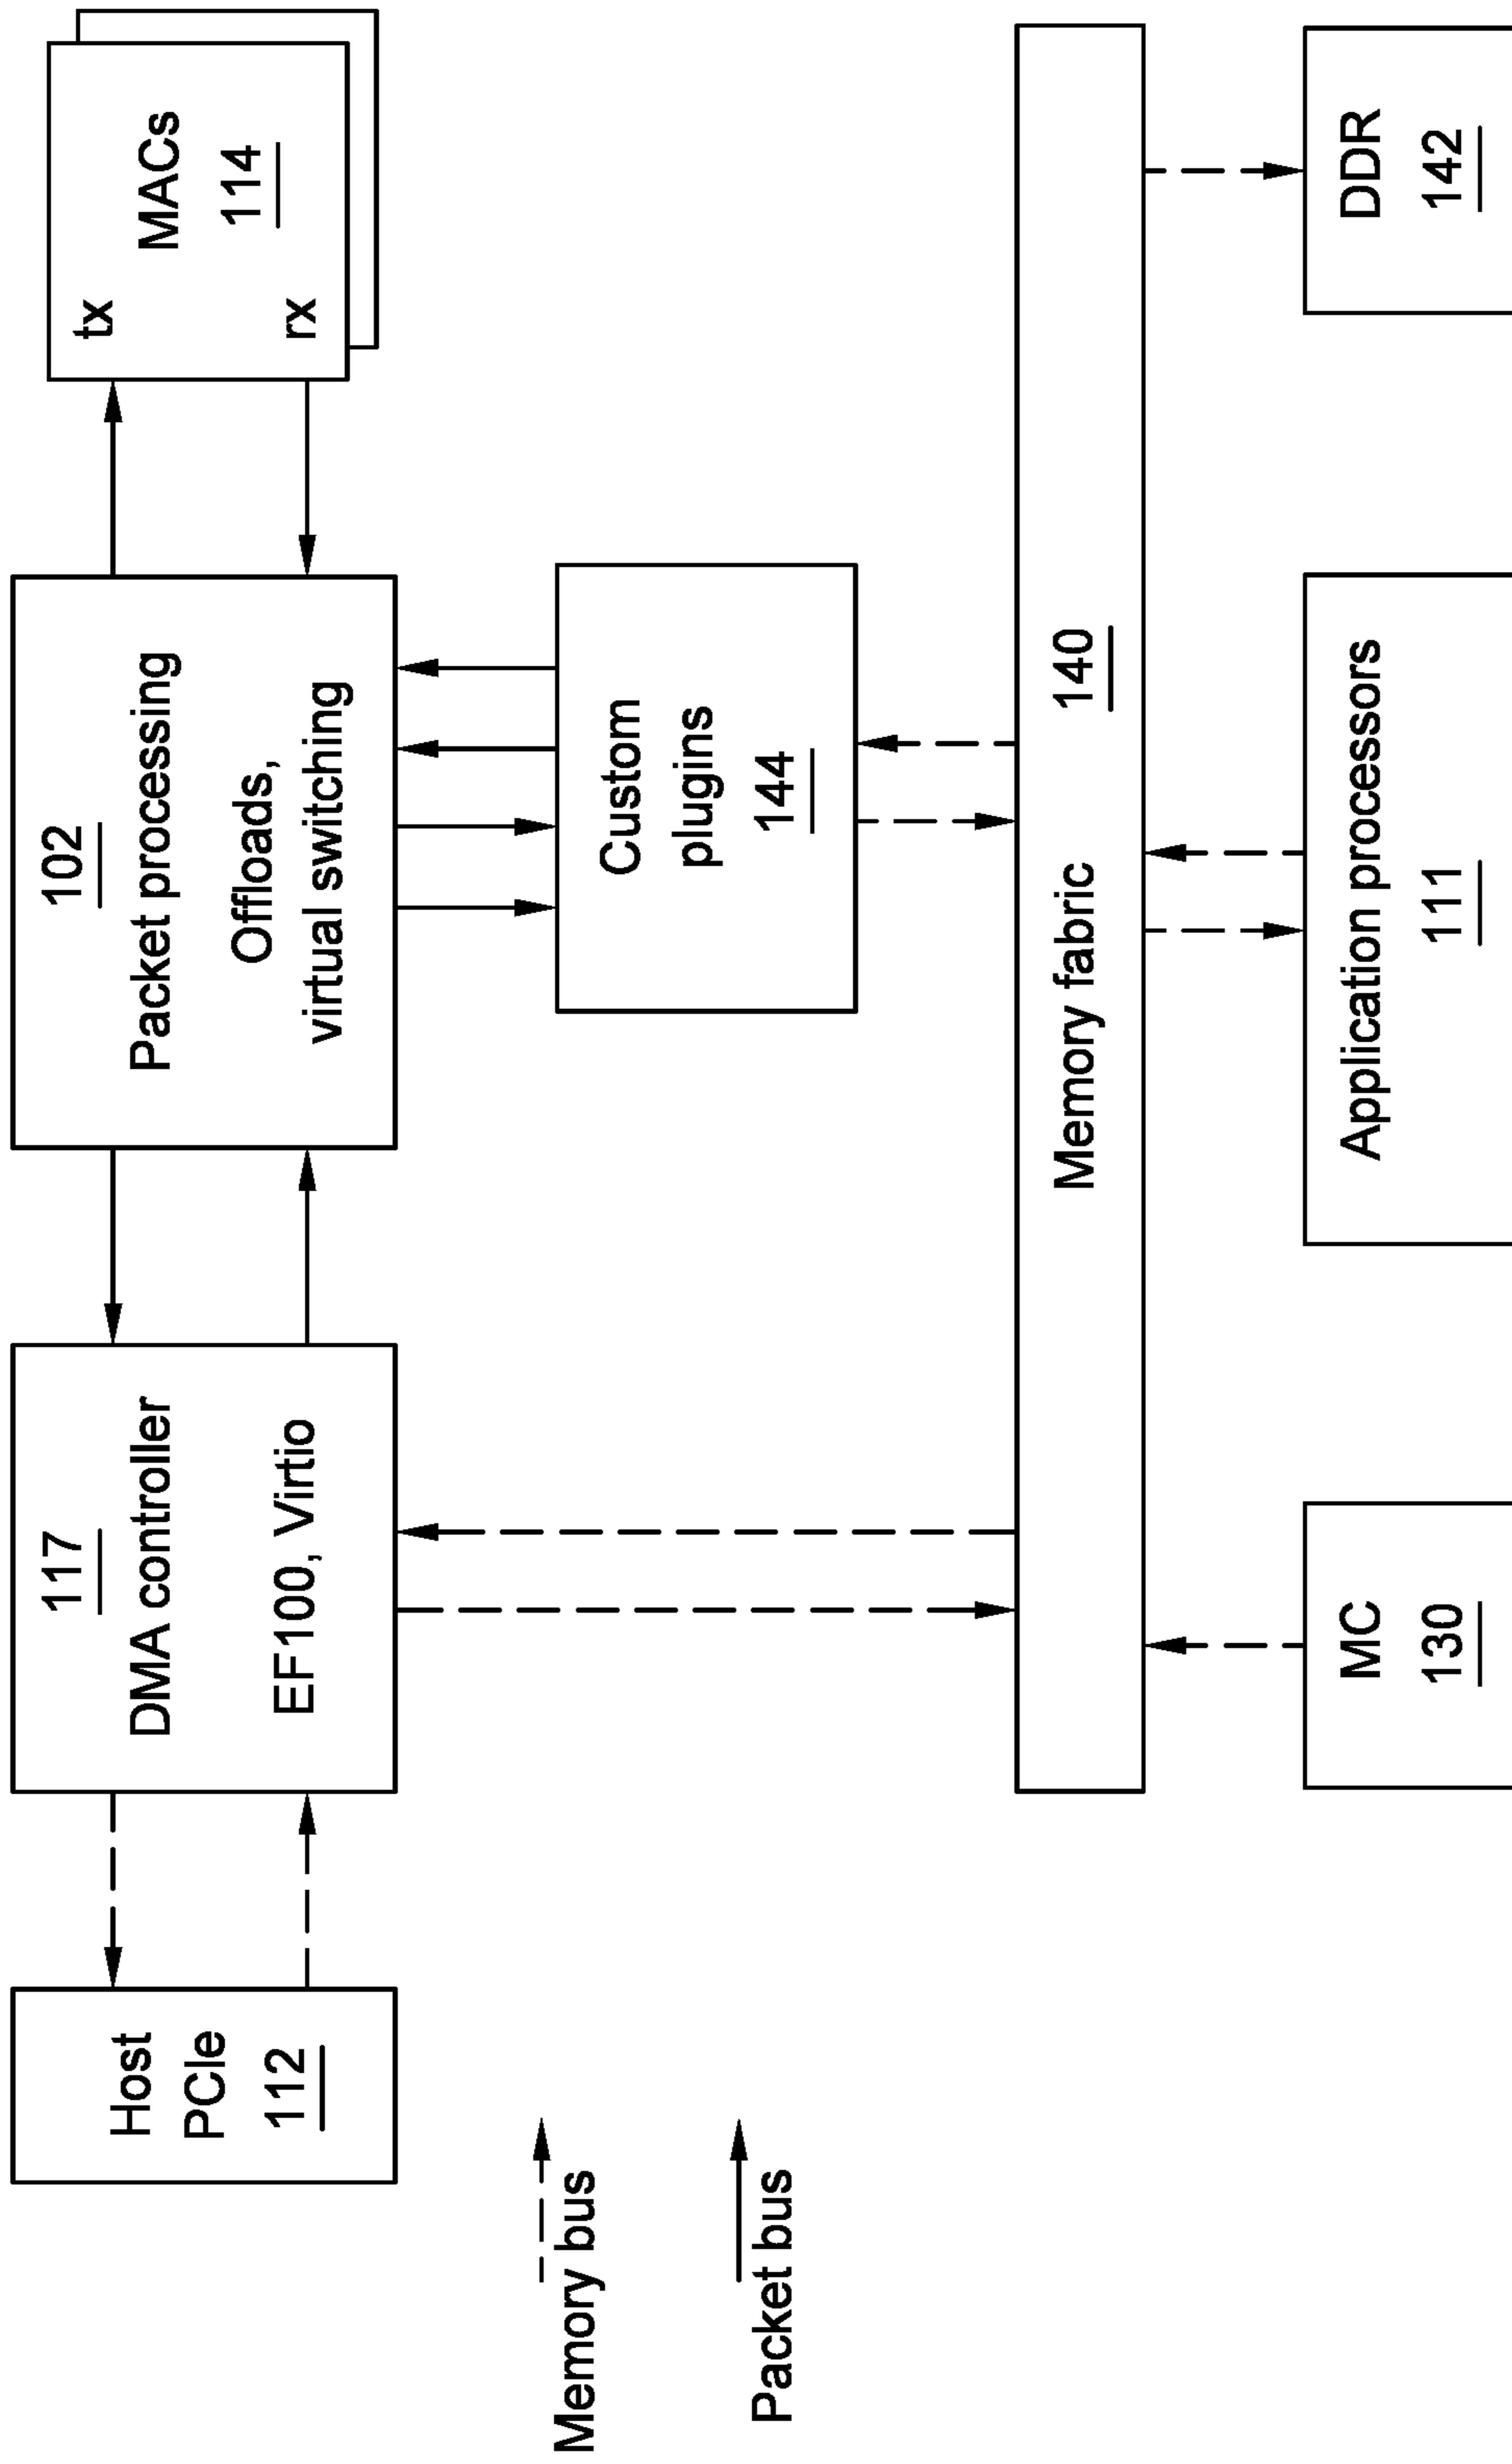 Host
PCIe
112
117
DMA controller
EF100, Virtio
102
Packet processing
Offloads,
virtual switching
MACs
114
tx
rx
Custom
plugins
144
Memory bus
Packet bus
Memory fabric
140
MC
130
Application processors
111
DDR
142